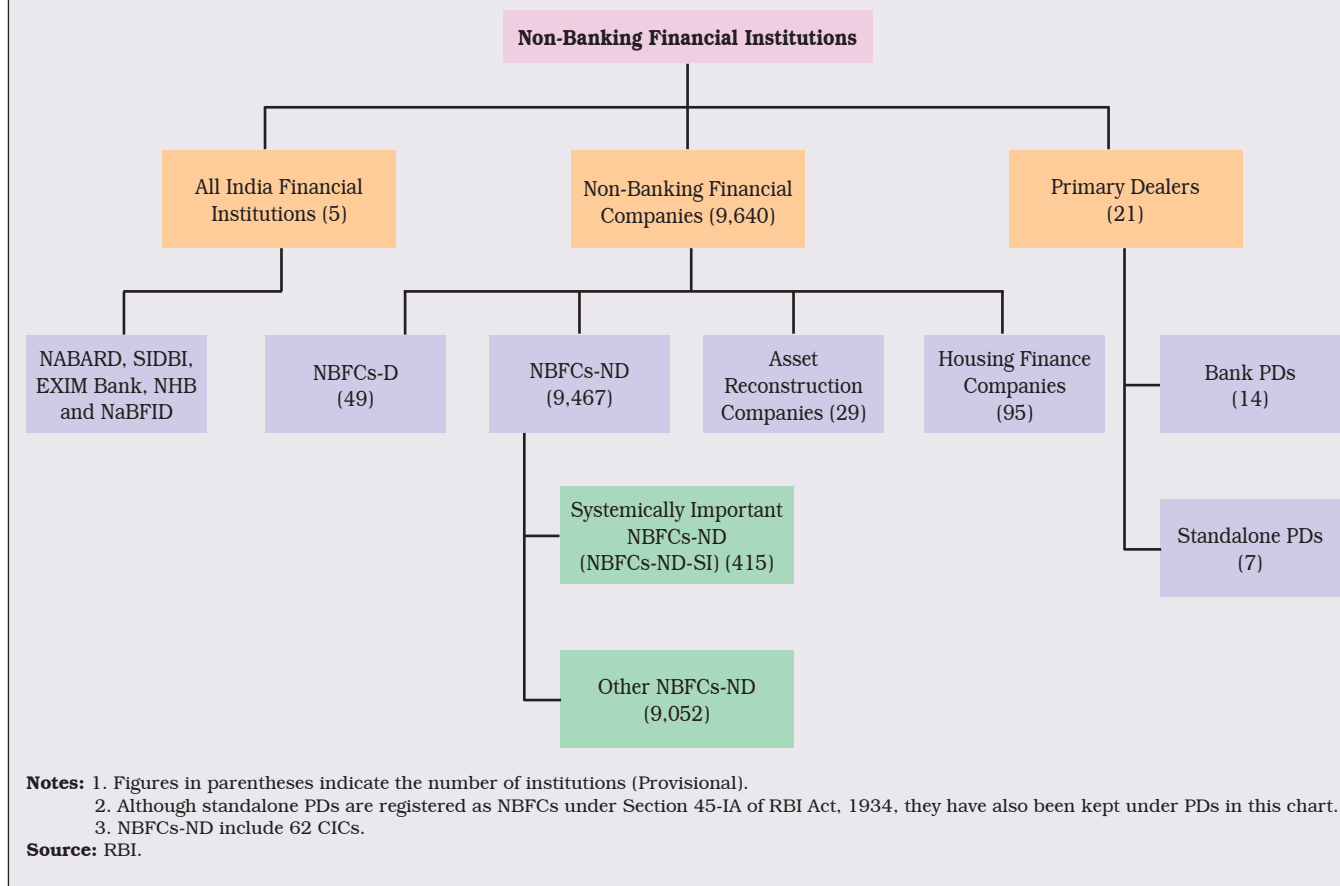 Non-Banking Financial Institutions
All India Financial
Institutions (5)
Non-Banking Financial
Companies (9,640)
Primary Dealers
(21)
NABARD, SIDBI,
EXIM Bank, NHB
and NaBFID
NBFCs-D
(49)
NBFCs-ND
(9,467)
Asset
Reconstruction
Companies (29)
Housing Finance
Companies
(95)
Bank PDs
(14)
Systemically Important
NBFCs-ND
(NBFCs-ND-SI) (415)
Standalone PDs
(7)
Other NBFCs-ND
(9,052)
Notes: 1. Figures in parentheses indicate the number of institutions (Provisional).
2. Although standalone PDs are registered as NBFCs under Section 45-IA of RBI Act, 1934, they have also been kept under PDs in this chart.
3. NBFCs-ND include 62 CICs.
Source: RBI.